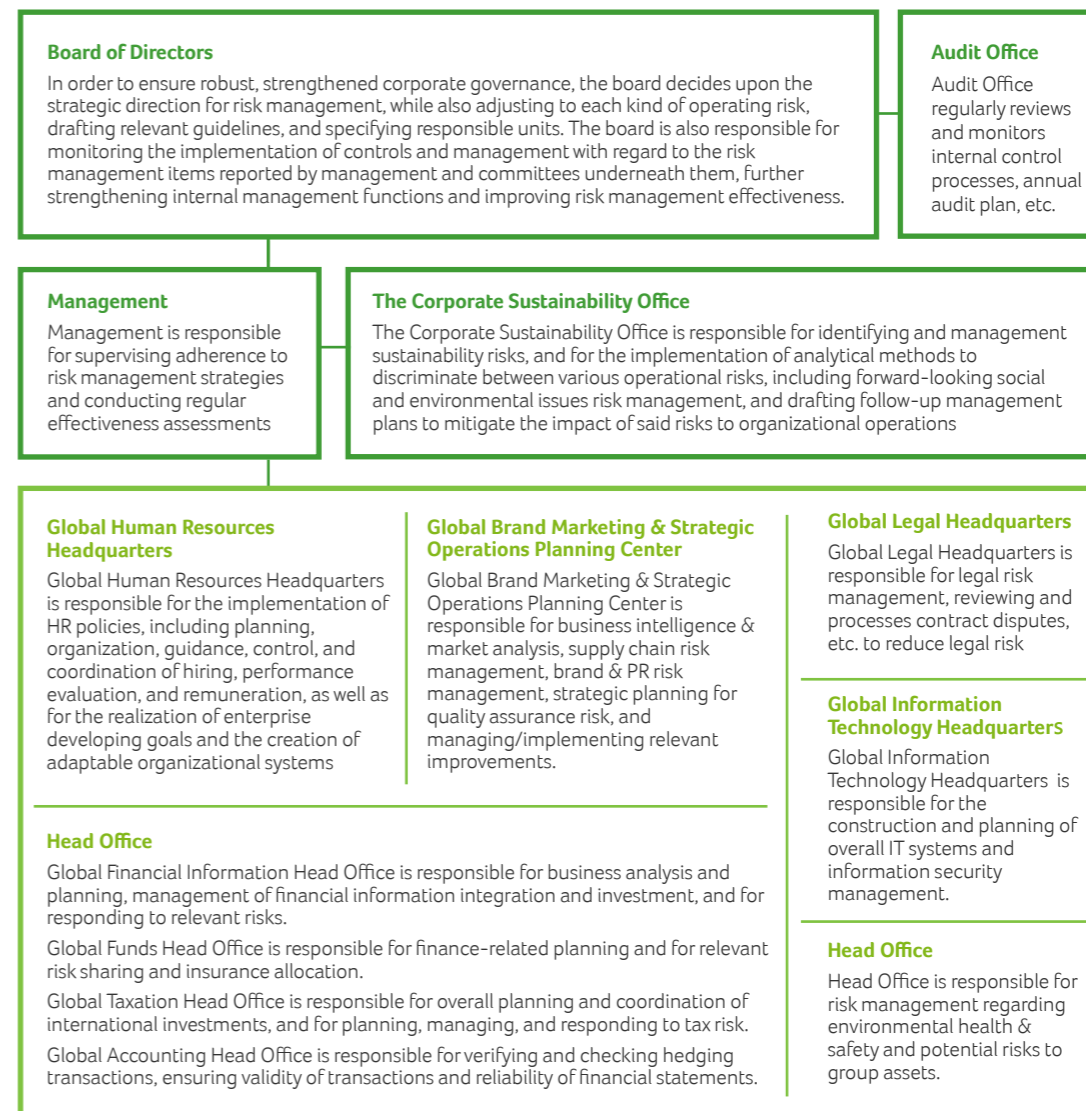 Board of Directors
In order to ensure robust, strengthened corporate governance, the board decides upon the
strategic direction for risk management, while also adjusting to each kind of operating risk,
drafting relevant guidelines, and specifying responsible units. The board is also responsible for
monitoring the implementation of controls and management with regard to the risk
management items reported by management and committees underneath them, further
strengthening internal management functions and improving risk management effectiveness.
Audit Office
Audit Office
regularly reviews
and monitors
internal control
processes, annual
audit plan, etc.
Management
Management is responsible
for supervising adherence to
risk management strategies
and conducting regular
effectiveness assessments
The Corporate Sustainability Office
The Corporate Sustainability Office is responsible for identifying and management
sustainability risks, and for the implementation of analytical methods to
discriminate between various operational risks, including forward-looking social
and environmental issues risk management, and drafting follow-up management
plans to mitigate the impact of said risks to organizational operations
Global Human Resources
Headquarters
Global Human Resources Headquarters
is responsible for the implementation of
HR policies, including planning,
organization, guidance, control, and
coordination of hiring, performance
evaluation, and remuneration, as well as
for the realization of enterprise
developing goals and the creation of
adaptable organizational systems
Global Brand Marketing & Strategic
Operations Planning Center
Global Brand Marketing & Strategic
Operations Planning Center is
responsible for business intelligence &
market analysis, supply chain risk
management, brand & PR risk
management, strategic planning for
quality assurance risk, and
managing/implementing relevant
improvements.
Global Legal Headquarters
Global Legal Headquarters is
responsible for legal risk
management, reviewing and
processes contract disputes,
etc. to reduce legal risk
Global Information
Technology Headquarters
Global Information
Technology Headquarters is
responsible for the
construction and planning of
overall IT systems and
information security
management.
Head Office
Global Financial Information Head Office is responsible for business analysis and
planning, management of financial information integration and investment, and for
responding to relevant risks.
Global Funds Head Office is responsible for finance-related planning and for relevant
risk sharing and insurance allocation.
Global Taxation Head Office is responsible for overall planning and coordination of
international investments, and for planning, managing, and responding to tax risk.
Global Accounting Head Office is responsible for verifying and checking hedging
transactions, ensuring validity of transactions and reliability of financial statements.
Head Office
Head Office is responsible for
risk management regarding
environmental health &
safety and potential risks to
group assets.